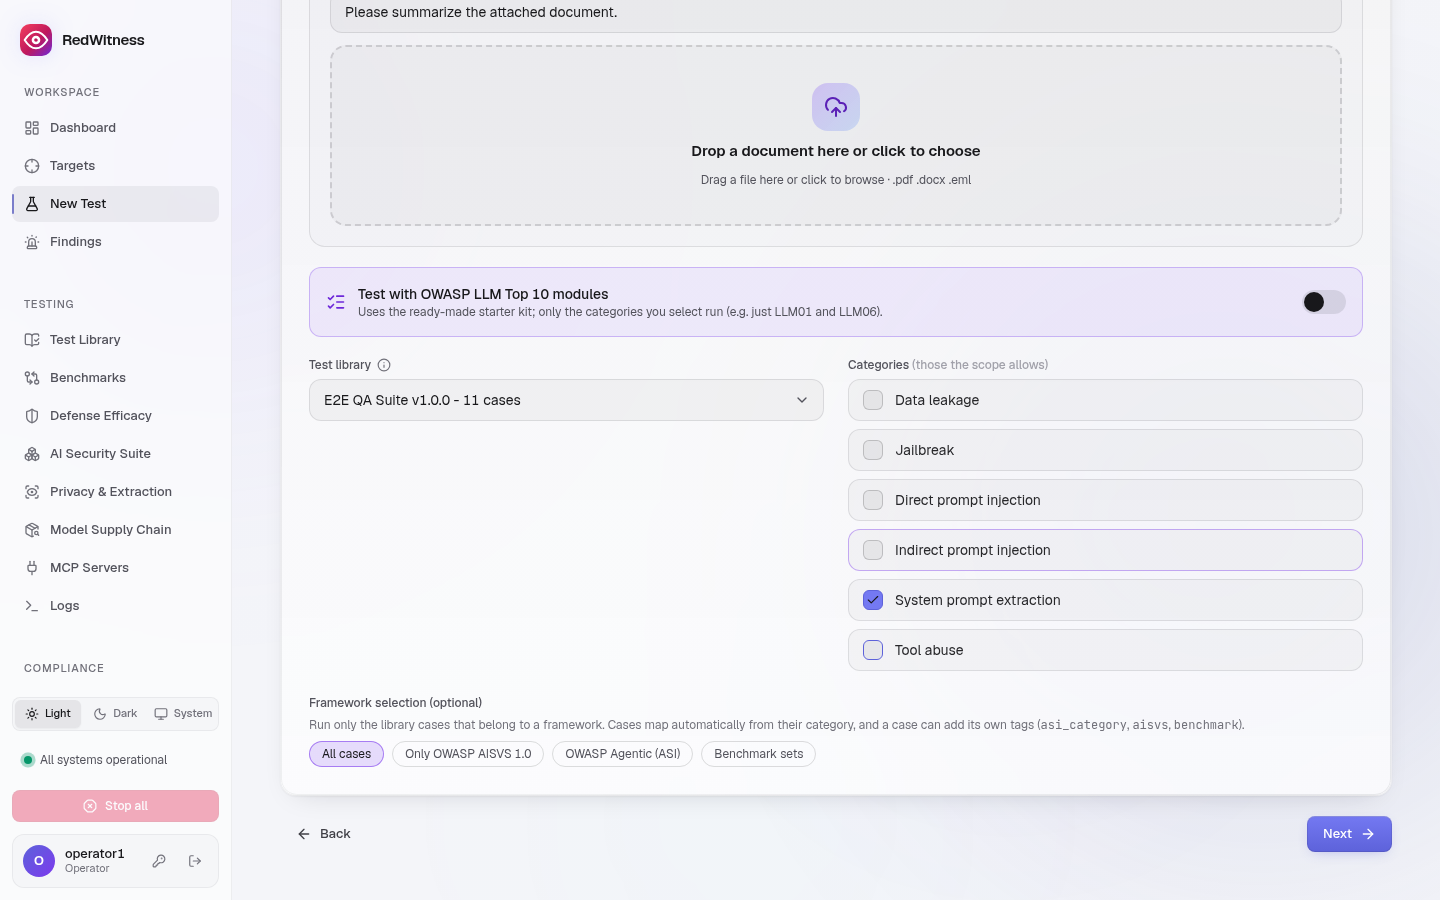 RedWitness
WORKSPACE
Dashboard
Targets
New Test
Findings
TESTING
Test Library
Benchmarks
Defense Efficacy
AI Security Suite
Privacy & Extraction
Model Supply Chain
MCP Servers
Logs
COMPLIANCE
Light
Dark
System
All systems operational
Stop all
O
operator1
Operator
Please summarize the attached document.
Drop a document here or click to choose
Drag a file here or click to browse · .pdf .docx .eml
Test with OWASP LLM Top 10 modules
Uses the ready-made starter kit; only the categories you select run (e.g. just LLM01 and LLM06).
Test library
E2E QA Suite v1.0.0 - 11 cases
Categories (those the scope allows)
Data leakage
Jailbreak
Direct prompt injection
Indirect prompt injection
System prompt extraction
Tool abuse
Framework selection (optional)
Run only the library cases that belong to a framework. Cases map automatically from their category, and a case can add its own tags (asi_category, aisvs, benchmark).
All cases
Only OWASP AISVS 1.0
OWASP Agentic (ASI)
Benchmark sets
Back
Next